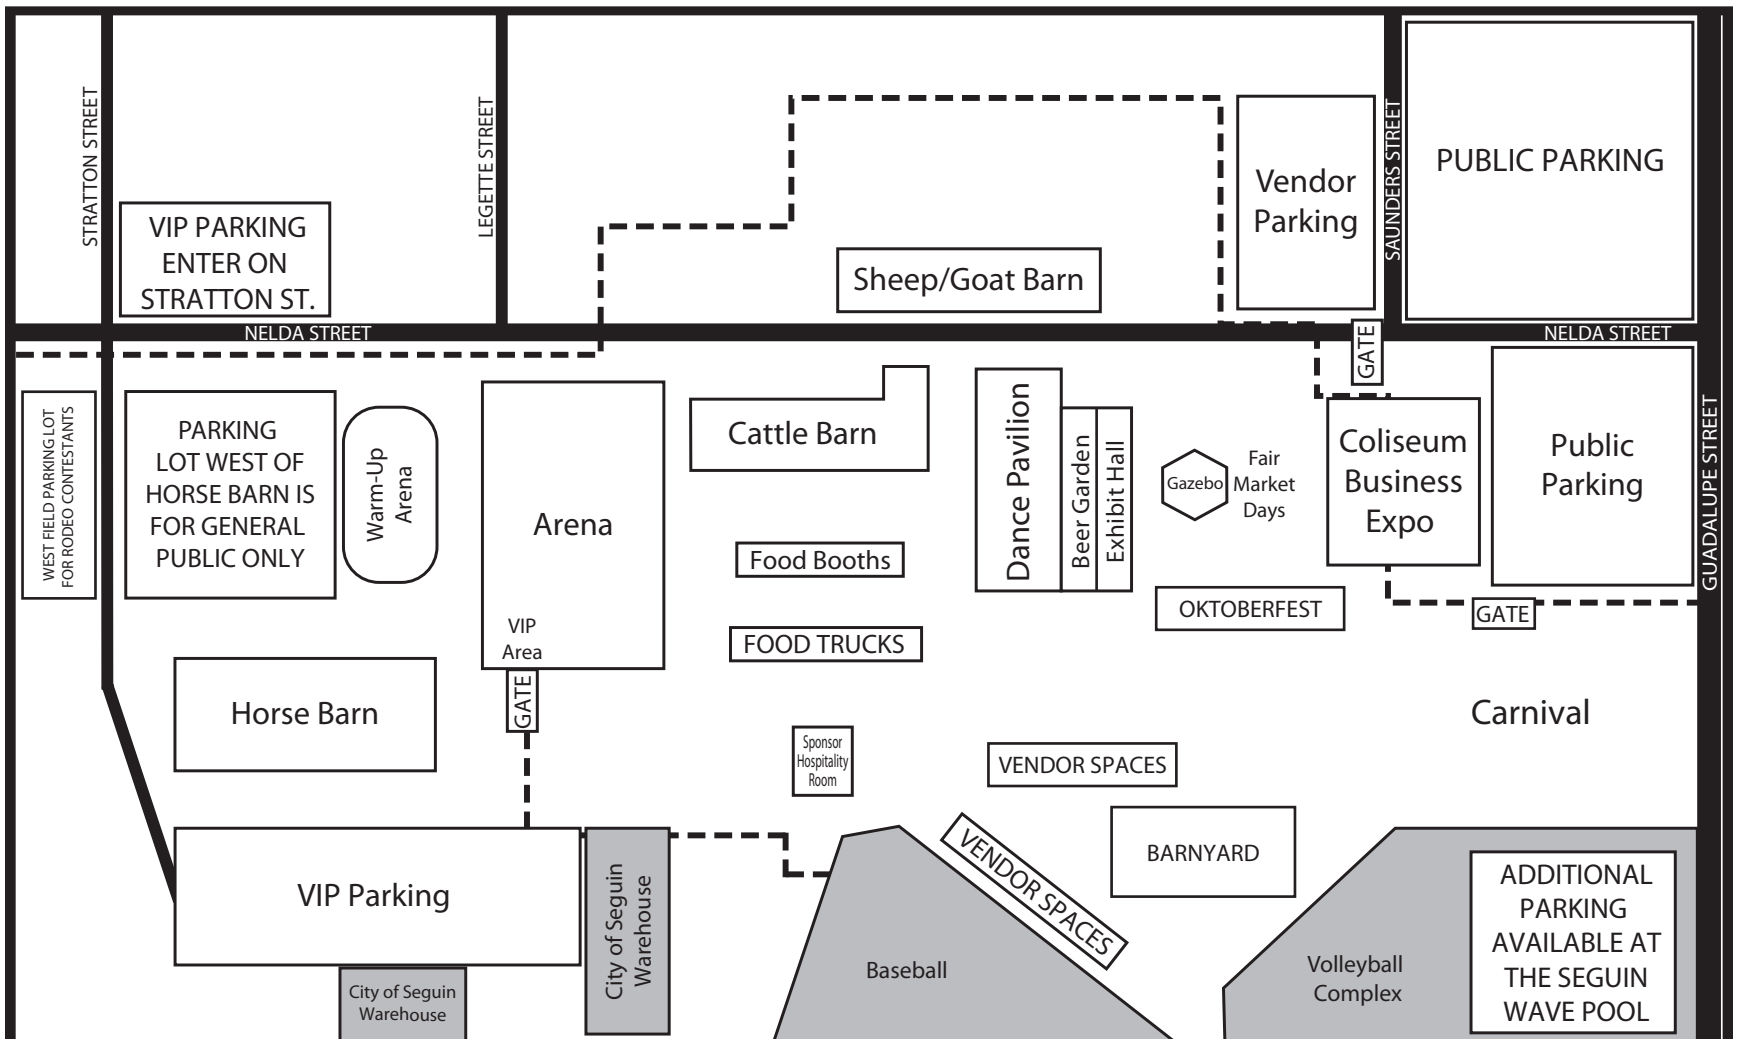 STRATTON STREET
LEGETTE STREET
SAUNDERS STREET
PUBLIC PARKING
Vendor
Parking
VIP PARKING
ENTER ON
STRATTON ST.
Sheep/Goat Barn
NELDA STREET
NELDA STREET
GATE
WEST FIELD PARKING LOT
FOR RODEO CONTESTANTS
PARKING
LOT WEST OF
HORSE BARN IS
FOR GENERAL
PUBLIC ONLY
Warm-Up
Arena
Arena
VIP
Area
GATE
Cattle Barn
Food Booths
FOOD TRUCKS
Dance Pavilion
Beer Garden
Exhibit Hall
Gazebo
Fair
Market
Days
Coliseum
Business
Expo
Public
Parking
GUADALUPE STREET
OKTOBERFEST
GATE
Horse Barn
Carnival
Sponsor
Hospitality
Room
VENDOR SPACES
VENDOR SPACES
BARNYARD
VIP Parking
City of Seguin
Warehouse
City of Seguin
Warehouse
Baseball
Volleyball
Complex
ADDITIONAL
PARKING
AVAILABLE AT
THE SEGUIN
WAVE POOL